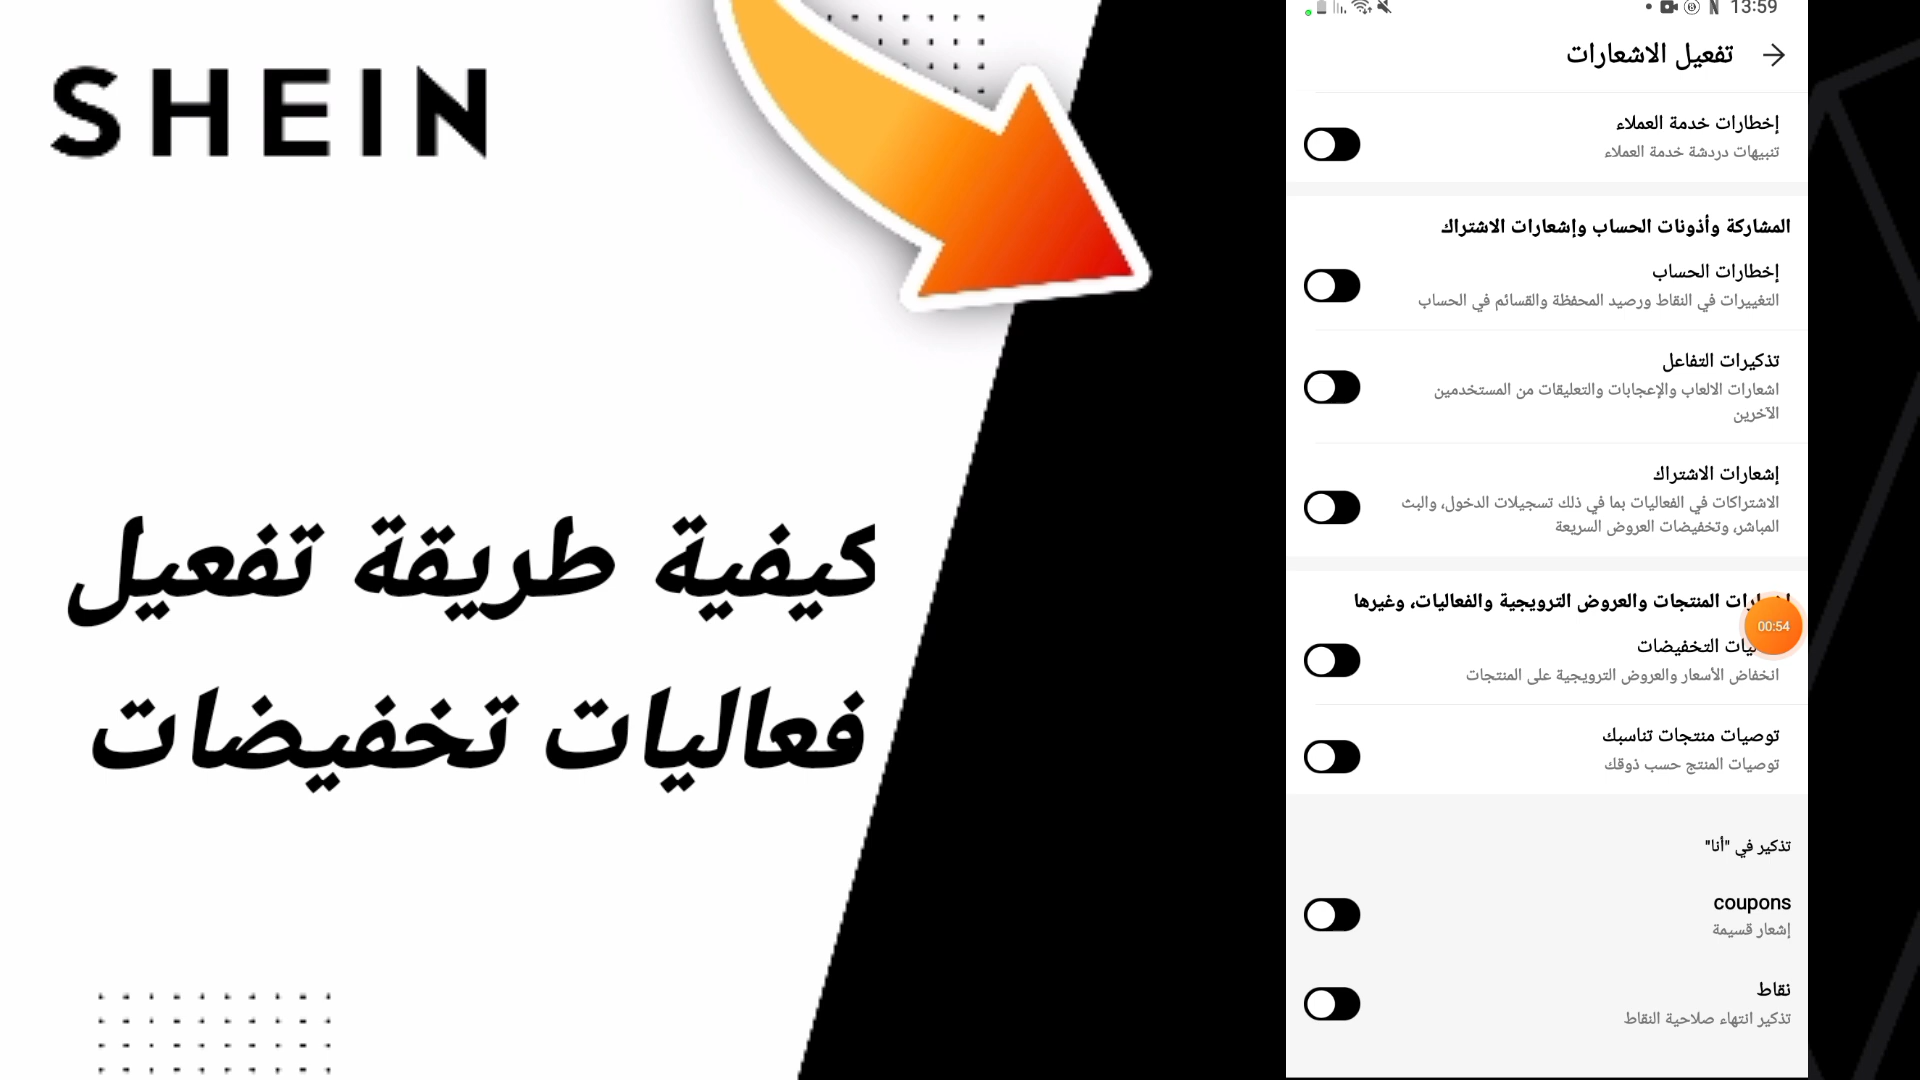 SHEIN
كيفية طريقة تفعيل
فعاليات تخفيضات
13:59
تفعيل الاشعارات
إخطارات خدمة العملاء
تنبيهات دردشة خدمة العملاء
المشاركة وأذونات الحساب وإشعارات الاشتراك
إخطارات الحساب
التغييرات في النقاط ورصيد المحفظة والقسائم في الحساب
تذكيرات التفاعل
اشعارات الالعاب والإعجابات والتعليقات من المستخدمين
الآخرين
إشعارات الاشتراك
الاشتراكات في الفعاليات بما في ذلك تسجيلات الدخول، والبث
المباشر، وتخفيضات العروض السريعة
المنتجات والعروض الترويجية والفعاليات، وغيرها
00:54
التخفيضات
انخفاض الأسعار والعروض الترويجية على المنتجات
توصيات منتجات تناسبك
توصيات المنتج حسب ذوقك
تذكير في "أنا"
coupons
إشعار قسيمة
نقاط
تذكير انتهاء صلاحية النقاط